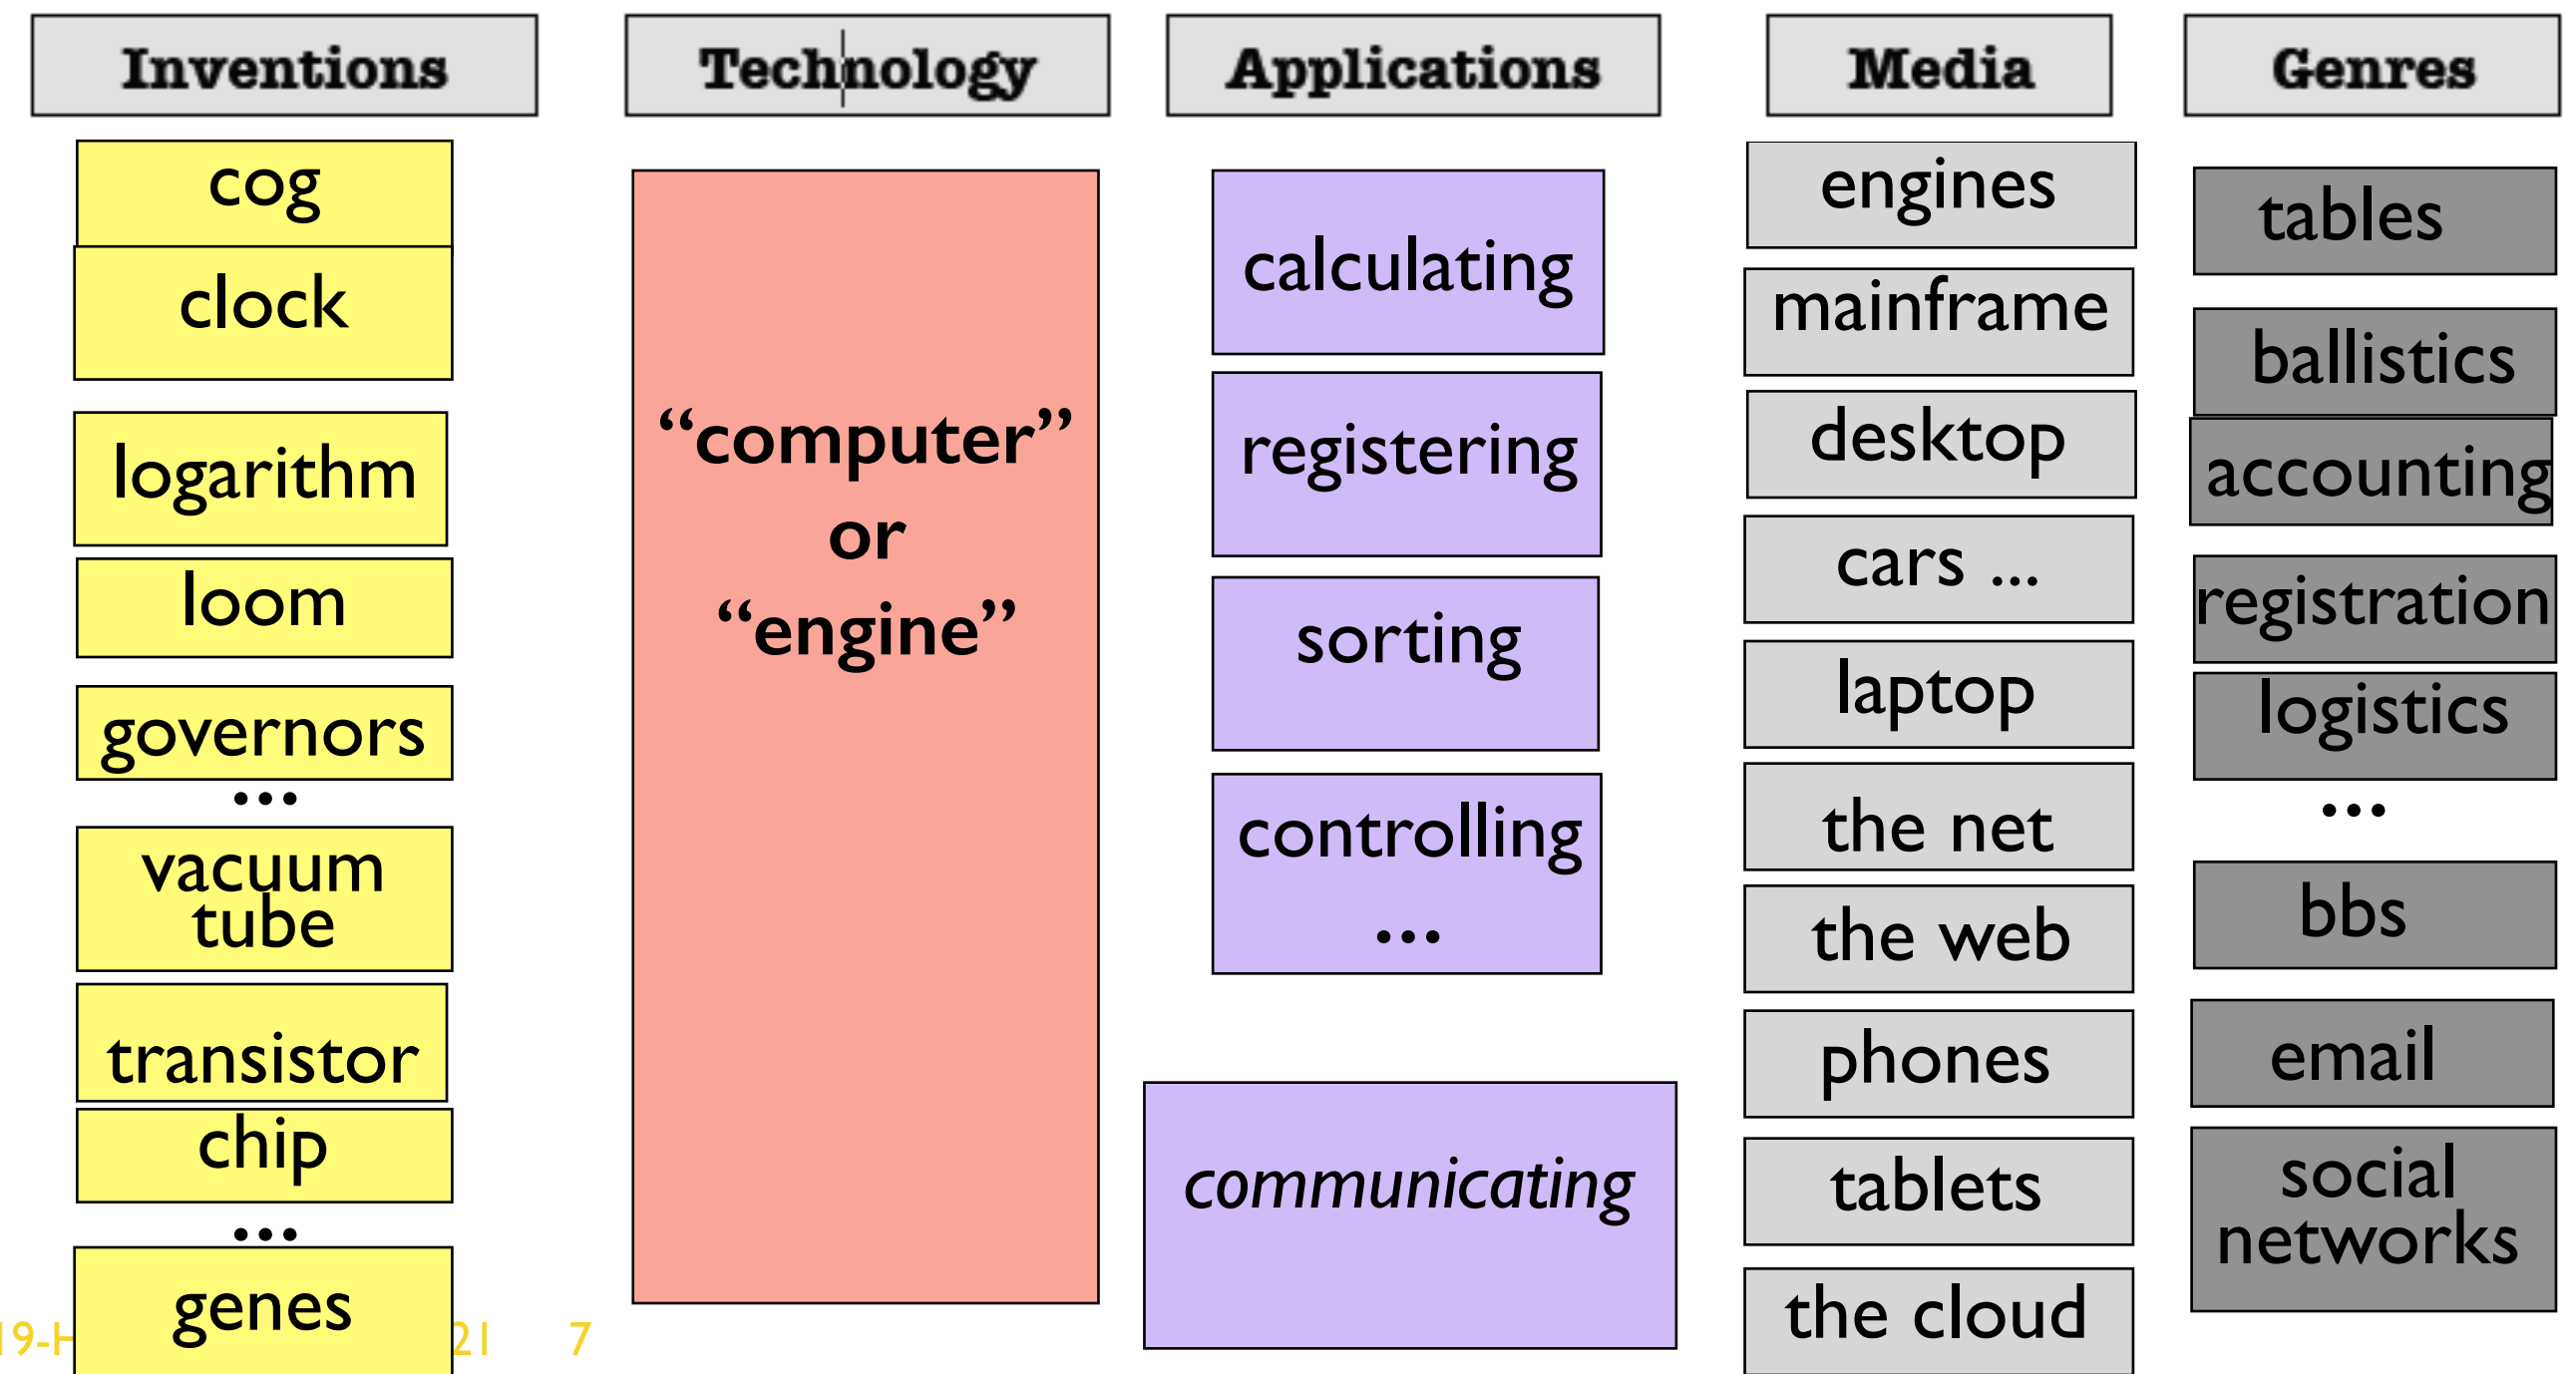 Inventions
cog
clock
logarithm
loom
governors
...
vacuum
tube
transistor
chip
...
genes
Technology
“computer”
or
“engine”
Applications
calculating
registering
sorting
controlling
...
communicating
Media
engines
mainframe
desktop
cars ...
laptop
the net
the web
phones
tablets
the cloud
Genres
tables
ballistics
accounting
registration
logistics
...
bbs
email
social
networks
21 7